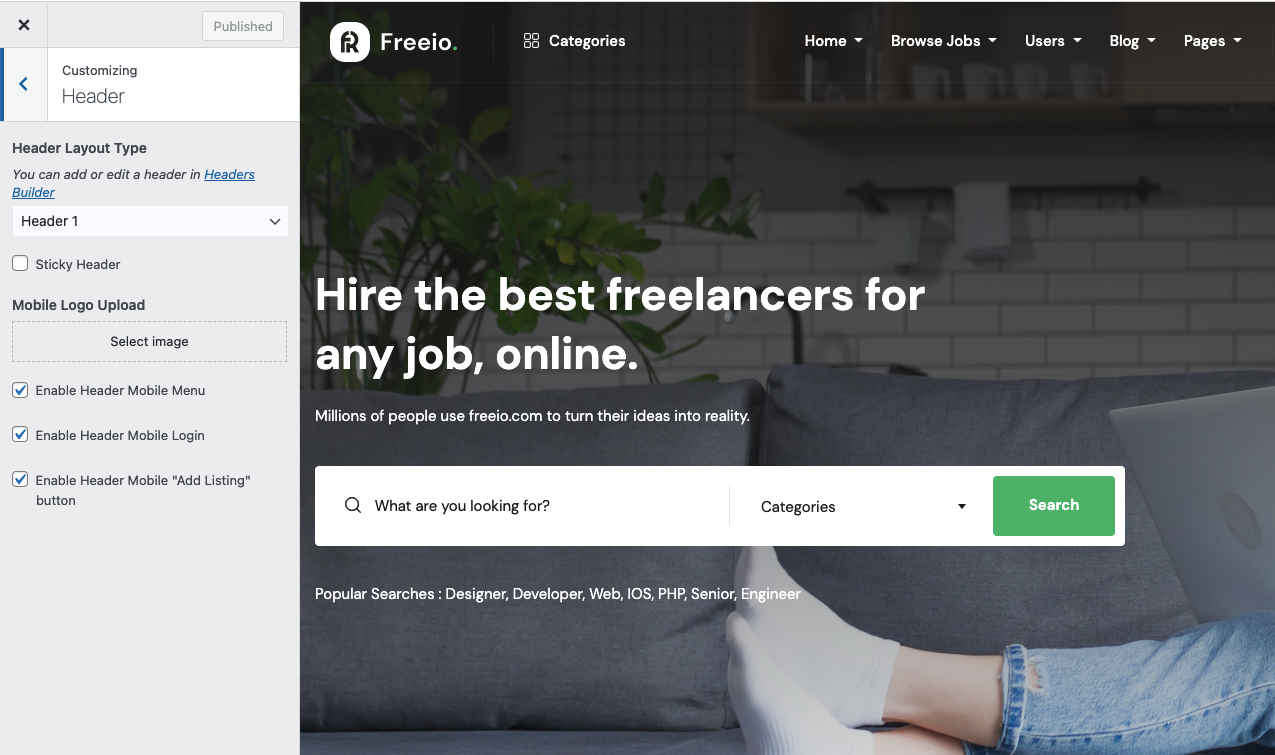 Published
Customizing
Header
Header Layout Type
You can add or edit a header in Headers
Builder
Header 1
Sticky Header
Mobile Logo Upload
Select image
Enable Header Mobile Menu
Enable Header Mobile Login
Enable Header Mobile "Add Listing"
button
Freeio.
Categories
Home
Browse Jobs
Users
Blog
Pages
Hire the best freelancers for
any job, online.
Millions of people use freeio.com to turn their ideas into reality.
What are you looking for?
Categories
Search
Popular Searches : Designer, Developer, Web, IOS, PHP, Senior, Engineer